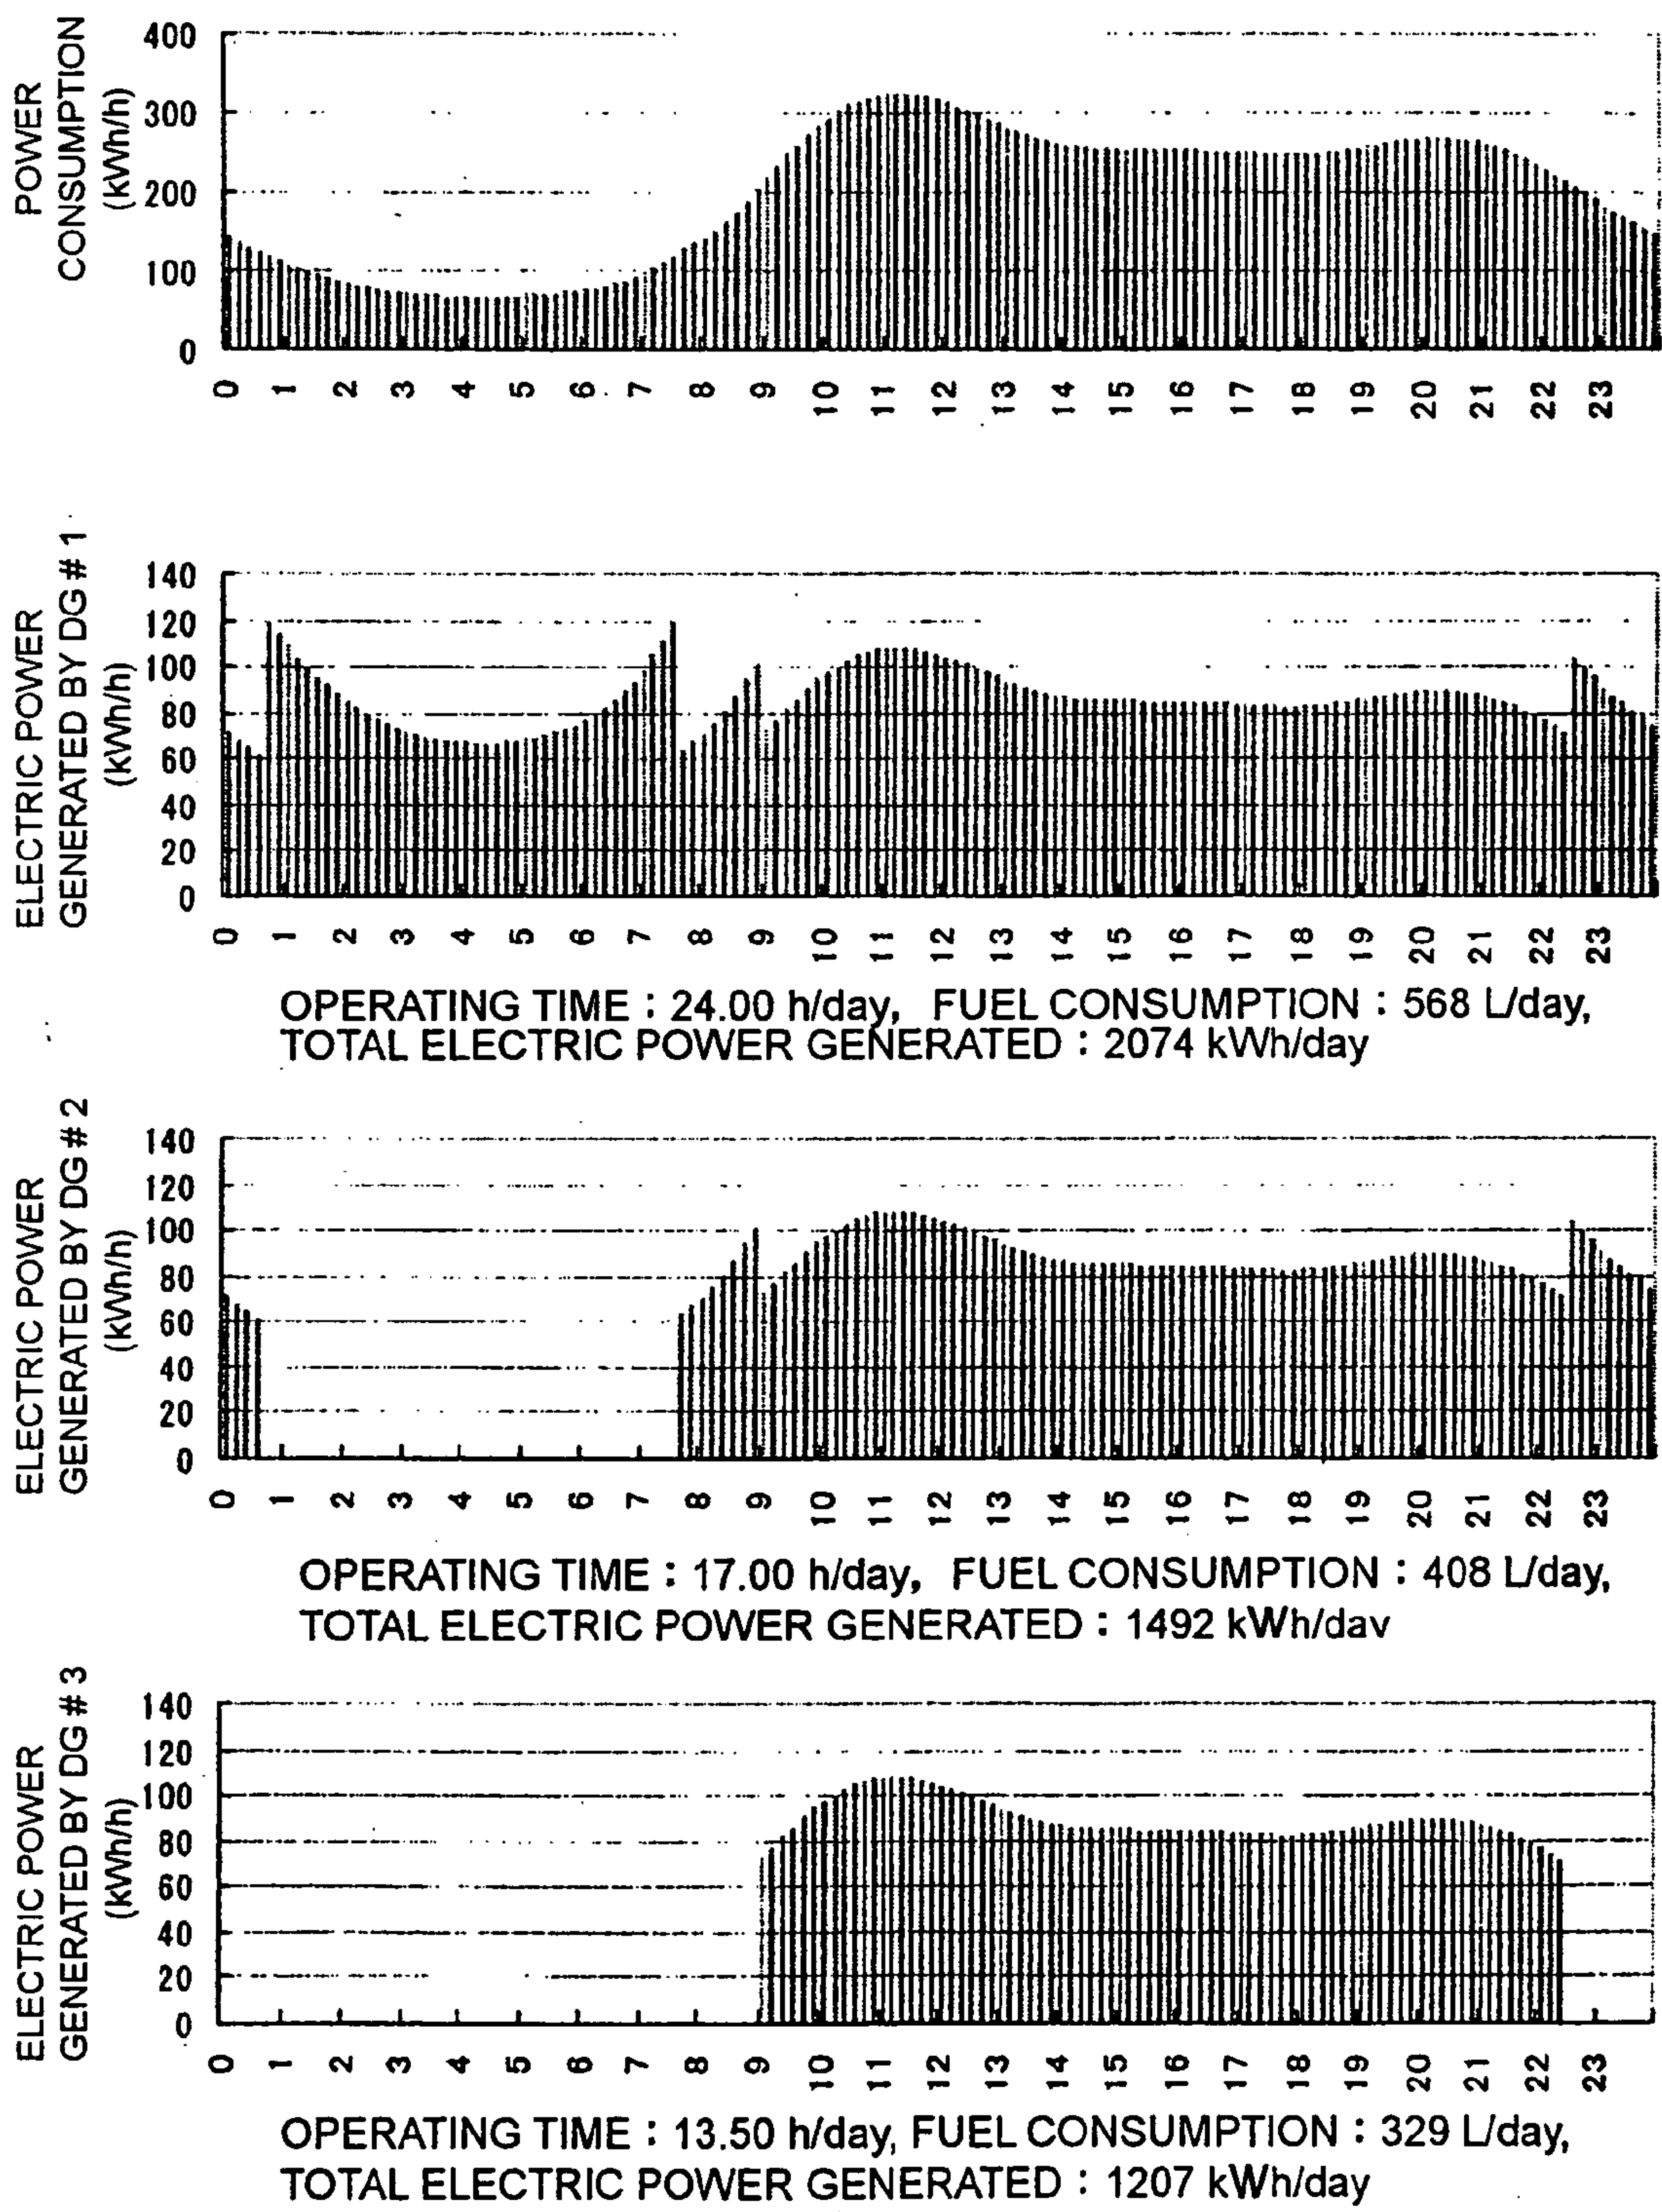 POWER
CONSUMPTION
(kWh/h)
400
300
200
100
0
0 1 2 3 4 5 6 7 8 9 10 11 12 13 14 15 16 17 18 19 20 21 22 23
ELECTRIC POWER
GENERATED BY DG#1
(kWh/h)
140
120
100
80
60
40
20
0
0 1 2 3 4 5 6 7 8 9 10 11 12 13 14 15 16 17 18 19 20 21 22 23
OPERATING TIME : 24.00 h/day, FUEL CONSUMPTION : 568 L/day,
TOTAL ELECTRIC POWER GENERATED : 2074 kWh/day
ELECTRIC POWER
GENERATED BY DG#2
(kWh/h)
140
120
100
80
60
40
20
0
0 1 2 3 4 5 6 7 8 9 10 11 12 13 14 15 16 17 18 19 20 21 22 23
OPERATING TIME : 17.00 h/day, FUEL CONSUMPTION : 408 L/day,
TOTAL ELECTRIC POWER GENERATED : 1492 kWh/dav
ELECTRIC POWER
GENERATED BY DG#3
(kWh/h)
140
120
100
80
60
40
20
0
0 1 2 3 4 5 6 7 8 9 10 11 12 13 14 15 16 17 18 19 20 21 22 23
OPERATING TIME : 13.50 h/day, FUEL CONSUMPTION : 329 L/day,
TOTAL ELECTRIC POWER GENERATED : 1207 kWh/day